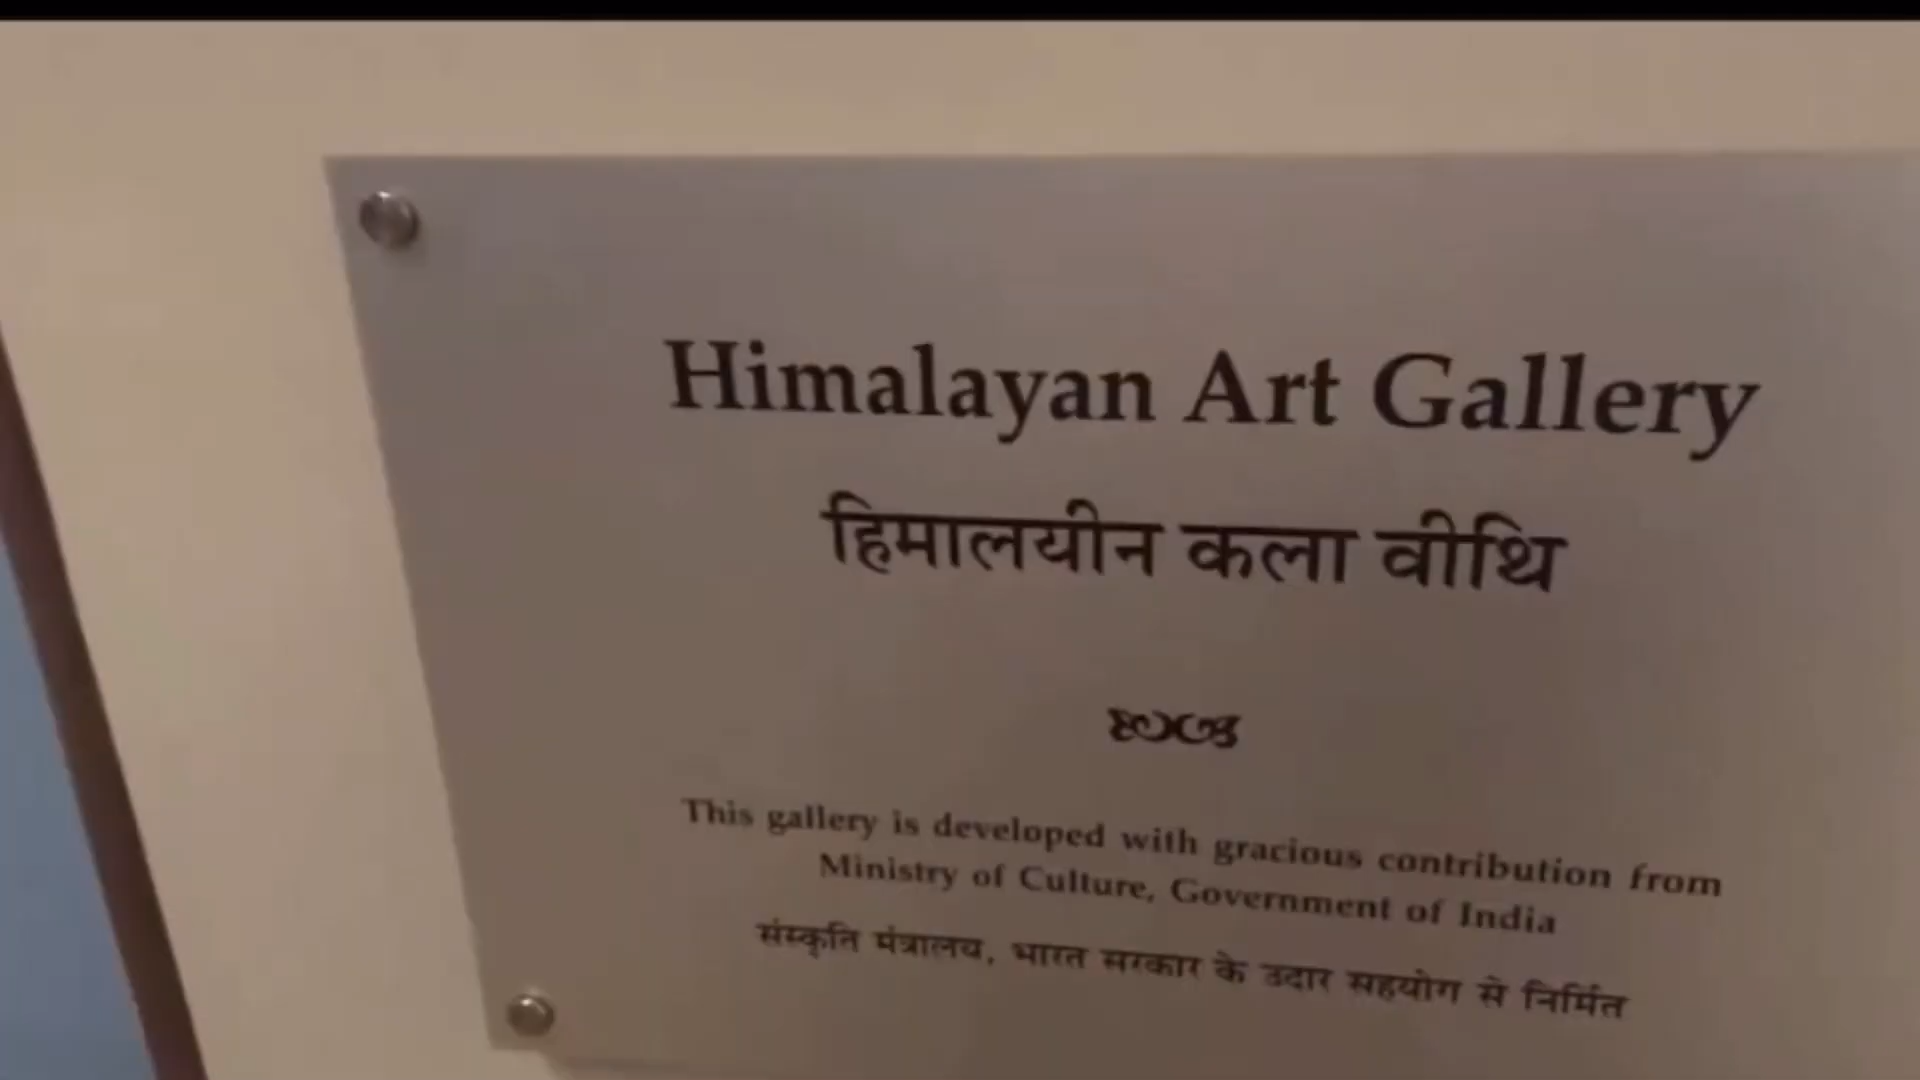 Himalayan Art Gallery
हिमालयीन कला वीथि
This gallery is developed with gracious contribution from
Ministry of Culture, Government of India
संस्कृति मंत्रालय, भारत सरकार के उदार सहयोग से निर्मित